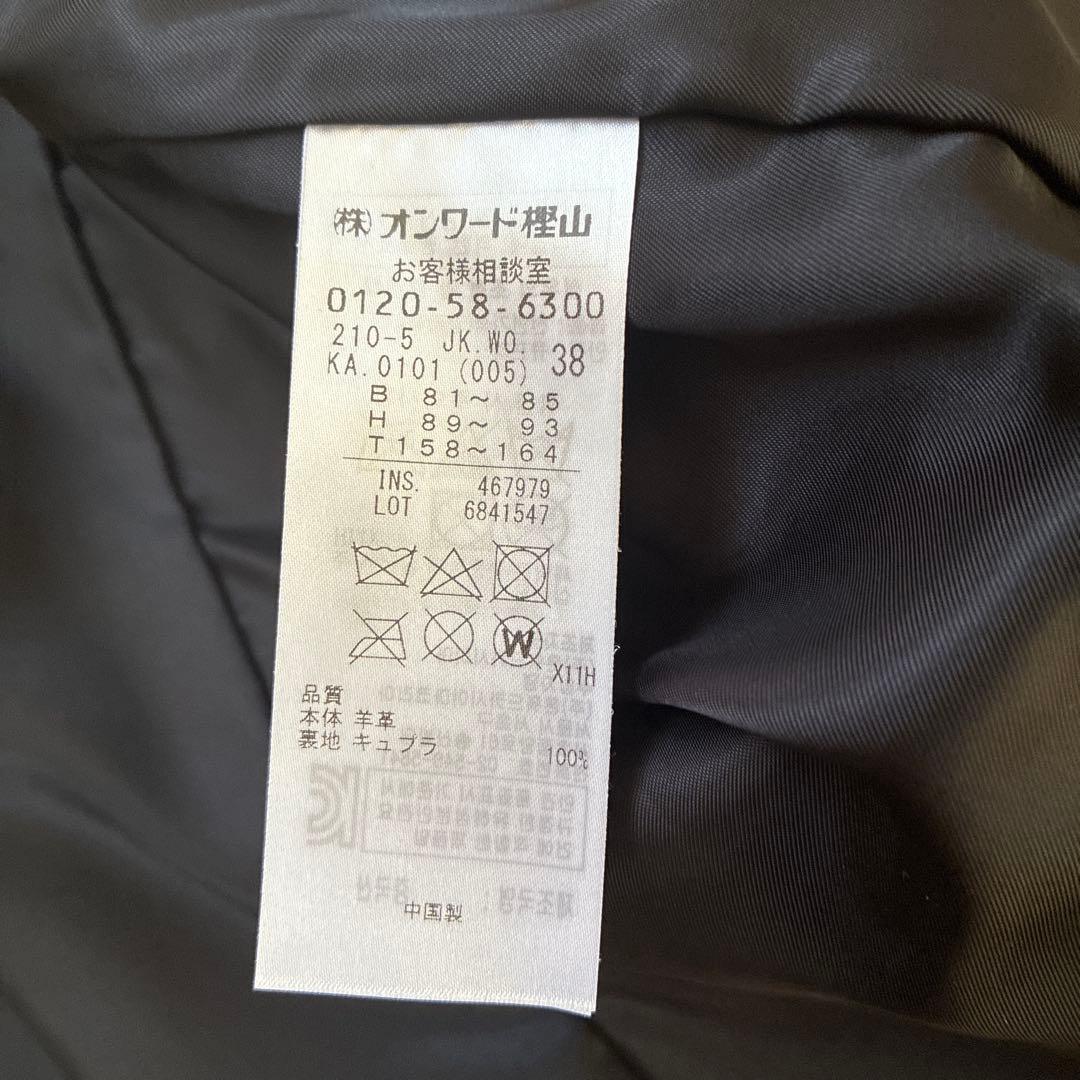 (株)オンワード樫山
お客様相談室
0120-58-6300
210-5 JK.WO.
KA.0101 (005) 38
B 81〜 85
H 89〜 93
T158〜164
INS. 467979
LOT 6841547
W
X11H
品質
本体 羊革
裏地 キュプラ 100%
中国製